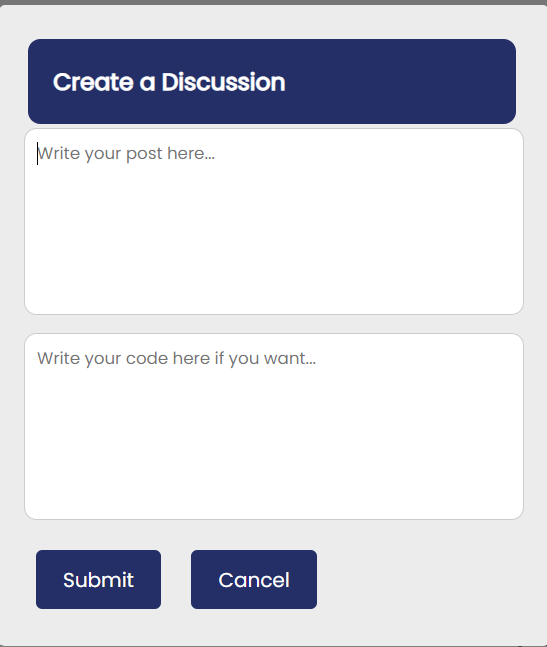 Create a Discussion
Write your post here...
Write your code here if you want...
Submit Cancel